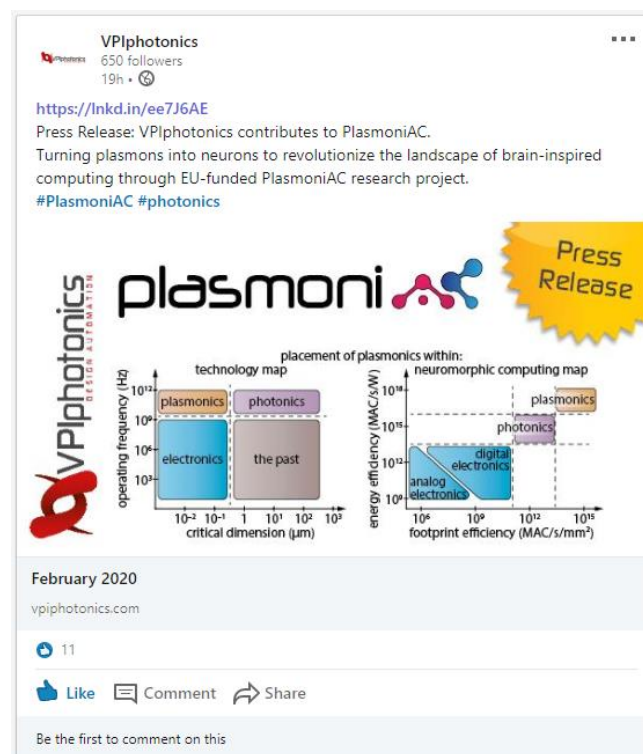 VPIphotonics
650 followers
19h •
https://lnkd.in/ee7J6AE
Press Release: VPIphotonics contributes to PlasmoniAC.
Turning plasmons into neurons to revolutionize the landscape of brain-inspired
computing through EU-funded PlasmoniAC research project.
#PlasmoniAC #photonics
VPIphotonics
DESIGN AUTOMATION
plasmoniAC
Press
Release
placement of plasmonics within:
technology map
operating frequency (Hz)
10¹²
10⁹
10⁶
10³
plasmonics
photonics
electronics
the past
10⁻² 10⁻¹ 1 10¹ 10² 10³
critical dimension (μm)
neuromorphic computing map
energy efficiency (MAC/s/W)
10¹⁸
10¹⁵
10¹²
10⁹
plasmonics
photonics
digital
electronics
analog
electronics
10⁶ 10⁹ 10¹² 10¹⁵
footprint efficiency (MAC/s/mm²)
February 2020
vpiphotonics.com
11
Like Comment Share
Be the first to comment on this